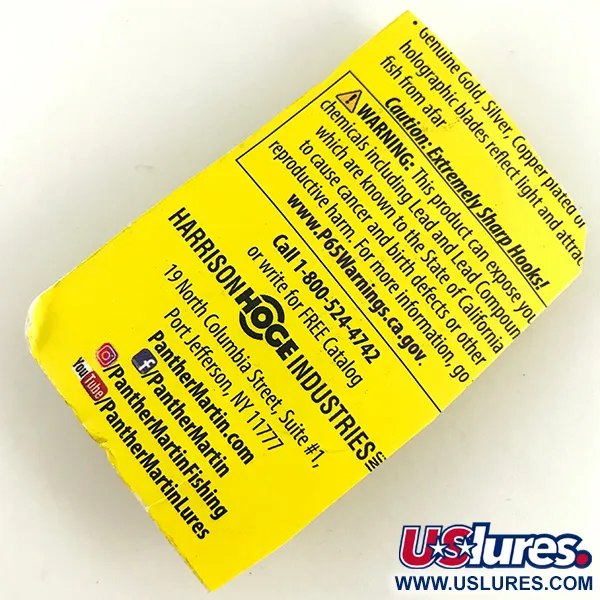 • Genuine Gold, Silver, Copper plated
holographic blades reflect light and attrac
fish from afar
Caution: Extremely Sharp Hooks!
WARNING: This product can expose you
chemicals including Lead and Lead Compoun
which are known to the State of California
to cause cancer and birth defects or other
reproductive harm. For more information, go
www.P65Warnings.ca.gov.
Call 1-800-524-4742
or write for FREE Catalog
HARRISON HOGE INDUSTRIES
19 North Columbia Street, Suite #1,
Port Jefferson, NY 11777
PantherMartin.com
f/PantherMartin
/PantherMartinFishing
YouTube/PantherMartinLures
USlures.
WWW.USLURES.COM